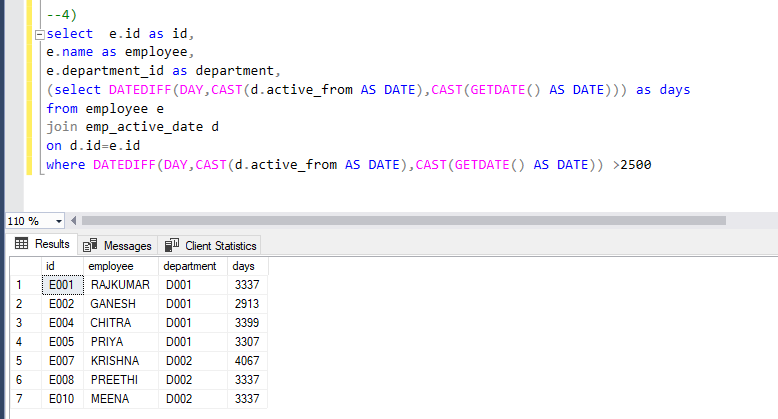 --4)
select  e.id as id,
e.name as employee,
e.department_id as department,
(select DATEDIFF(DAY,CAST(d.active_from AS DATE),CAST(GETDATE() AS DATE))) as days
from employee e
join emp_active_date d
on d.id=e.id
where DATEDIFF(DAY,CAST(d.active_from AS DATE),CAST(GETDATE() AS DATE)) >2500
110 %
Results Messages Client Statistics
id employee department days
1 E001 RAJKUMAR D001 3337
2 E002 GANESH D001 2913
3 E004 CHITRA D001 3399
4 E005 PRIYA D001 3307
5 E007 KRISHNA D002 4067
6 E008 PREETHI D002 3337
7 E010 MEENA D002 3337